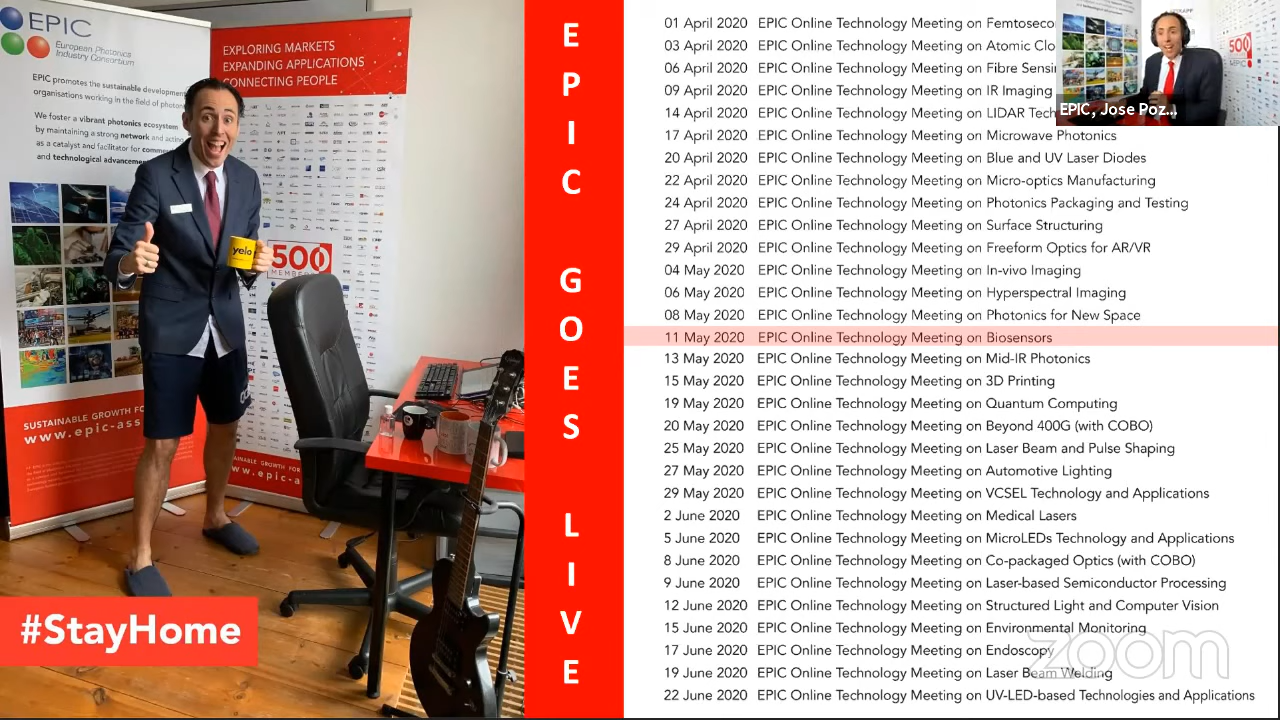 EPIC
European Photonics
Industry Consortium
EPIC promotes the sustainable development
organisations working in the field of photonics
We foster a vibrant photonics ecosystem
by maintaining a strong network and acting
as a catalyst and facilitator for
and technological advancement
SUSTAINABLE GROWTH FO
www.epic-ass
EXPLORING MARKETS
EXPANDING APPLICATIONS
CONNECTING PEOPLE
yelo
500
MEMBERS
SUSTAINABLE GROWTH FOR
www.epic-a
#StayHome
EPIC GOES LIVE
01 April 2020 EPIC Online Technology Meeting on Femtoseco
03 April 2020 EPIC Online Technology Meeting on Atomic Clo
06 April 2020 EPIC Online Technology Meeting on Fibre Sensi
09 April 2020 EPIC Online Technology Meeting on IR Imaging
April 2020 EPIC Online Technology Meeting on LIDAR Tech
17 April 2020 EPIC Online Technology Meeting on Microwave Photonics
20 April 2020 EPIC Online Technology Meeting on Blue and UV Laser Diodes
22 April 2020 EPIC Online Technology Meeting on Micro Optics Manufacturing
24 April 2020 EPIC Online Technology Meeting on Photonics Packaging and Testing
27 April 2020 EPIC Online Technology Meeting on Surface Structuring
29 April 2020 EPIC Online Technology Meeting on Freeform Optics for AR/VR
04 May 2020 EPIC Online Technology Meeting on In-vivo Imaging
06 May 2020 EPIC Online Technology Meeting on Hyperspectral Imaging
08 May 2020 EPIC Online Technology Meeting on Photonics for New Space
11 May 2020 EPIC Online Technology Meeting on Biosensors
13 May 2020 EPIC Online Technology Meeting on Mid-IR Photonics
15 May 2020 EPIC Online Technology Meeting on 3D Printing
19 May 2020 EPIC Online Technology Meeting on Quantum Computing
20 May 2020 EPIC Online Technology Meeting on Beyond 400G (with COBO)
25 May 2020 EPIC Online Technology Meeting on Laser Beam and Pulse Shaping
27 May 2020 EPIC Online Technology Meeting on Automotive Lighting
29 May 2020 EPIC Online Technology Meeting on VCSEL Technology and Applications
2 June 2020 EPIC Online Technology Meeting on Medical Lasers
5 June 2020 EPIC Online Technology Meeting on MicroLEDs Technology and Applications
8 June 2020 EPIC Online Technology Meeting on Co-packaged Optics (with COBO)
9 June 2020 EPIC Online Technology Meeting on Laser-based Semiconductor Processing
12 June 2020 EPIC Online Technology Meeting on Structured Light and Computer Vision
15 June 2020 EPIC Online Technology Meeting on Environmental Monitoring
17 June 2020 EPIC Online Technology Meeting on Endoscopy
19 June 2020 EPIC Online Technology Meeting on Laser Beam Welding
22 June 2020 EPIC Online Technology Meeting on UV-LED-based Technologies and Applications
EPIC, Jose Poz...
500
zoom